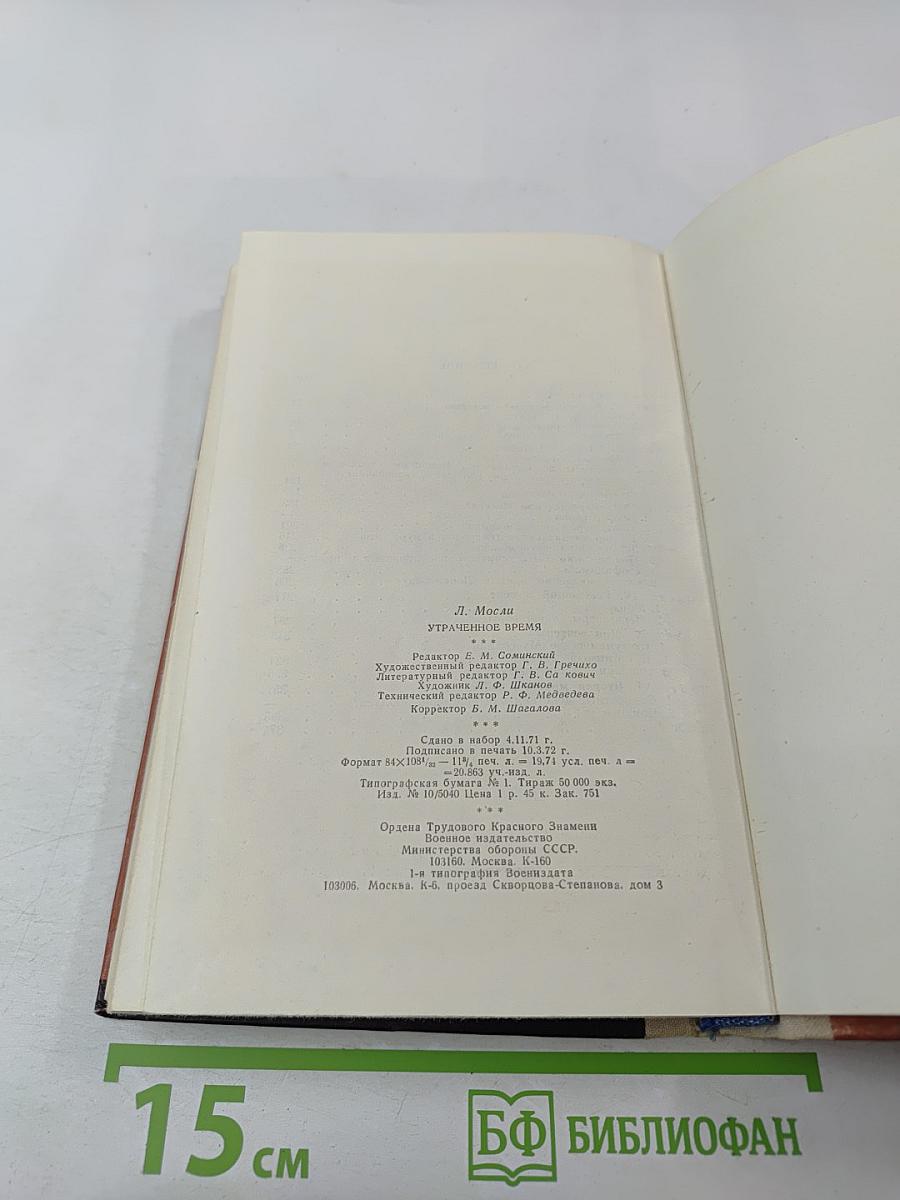 Л. Мосли
УТРАЧЕННОЕ ВРЕМЯ
* * *
Редактор Е. М. Соминский
Художественный редактор Г. В. Гречихо
Литературный редактор Г. В. Са кович
Художник Л. Ф. Шканов
Технический редактор Р. Ф. Медведева
Корректор Б. М. Шагалова
* * *
Сдано в набор 4.11.71 г.
Подписано в печать 10.3.72 г.
Формат 84×108¹/₃₂ — 11³/₄ печ. л. = 19,74 усл. печ. л =
=20.863 уч.-изд. л.
Типографская бумага № 1. Тираж 50 000 экз.
Изд. № 10/5040 Цена 1 р. 45 к. Зак. 751
* * *
Ордена Трудового Красного Знамени
Военное издательство
Министерства обороны СССР.
103160. Москва. К-160
1-я типография Воениздата
103006. Москва. К-6. проезд Скворцова-Степанова. дом 3
15 см
БФ БИБЛИОФАН